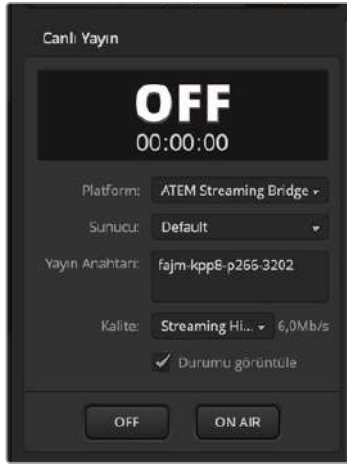 Canlı Yayın
OFF
00:00:00
Platform: ATEM Streaming Bridge
Sunucu: Default
Yayın Anahtarı: fajm-kpp8-p266-3202
Kalite: Streaming Hi... 6,0Mb/s
Durumu görüntüle
OFF ON AIR